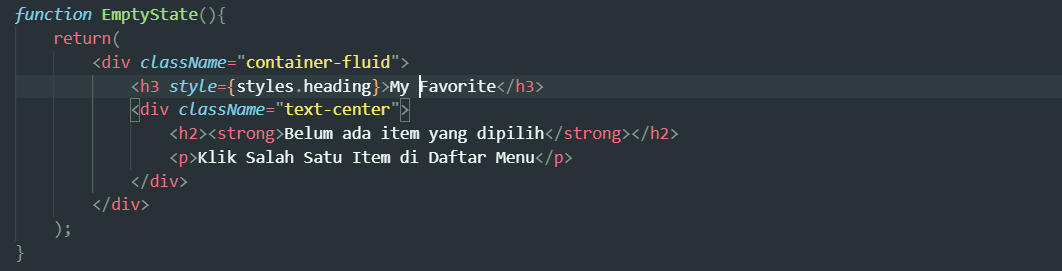 function EmptyState(){
    return(
        <div className="container-fluid">
            <h3 style={styles.heading}>My Favorite</h3>
            <div className="text-center">
                <h2><strong>Belum ada item yang dipilih</strong></h2>
                <p>Klik Salah Satu Item di Daftar Menu</p>
            </div>
        </div>
    );
}